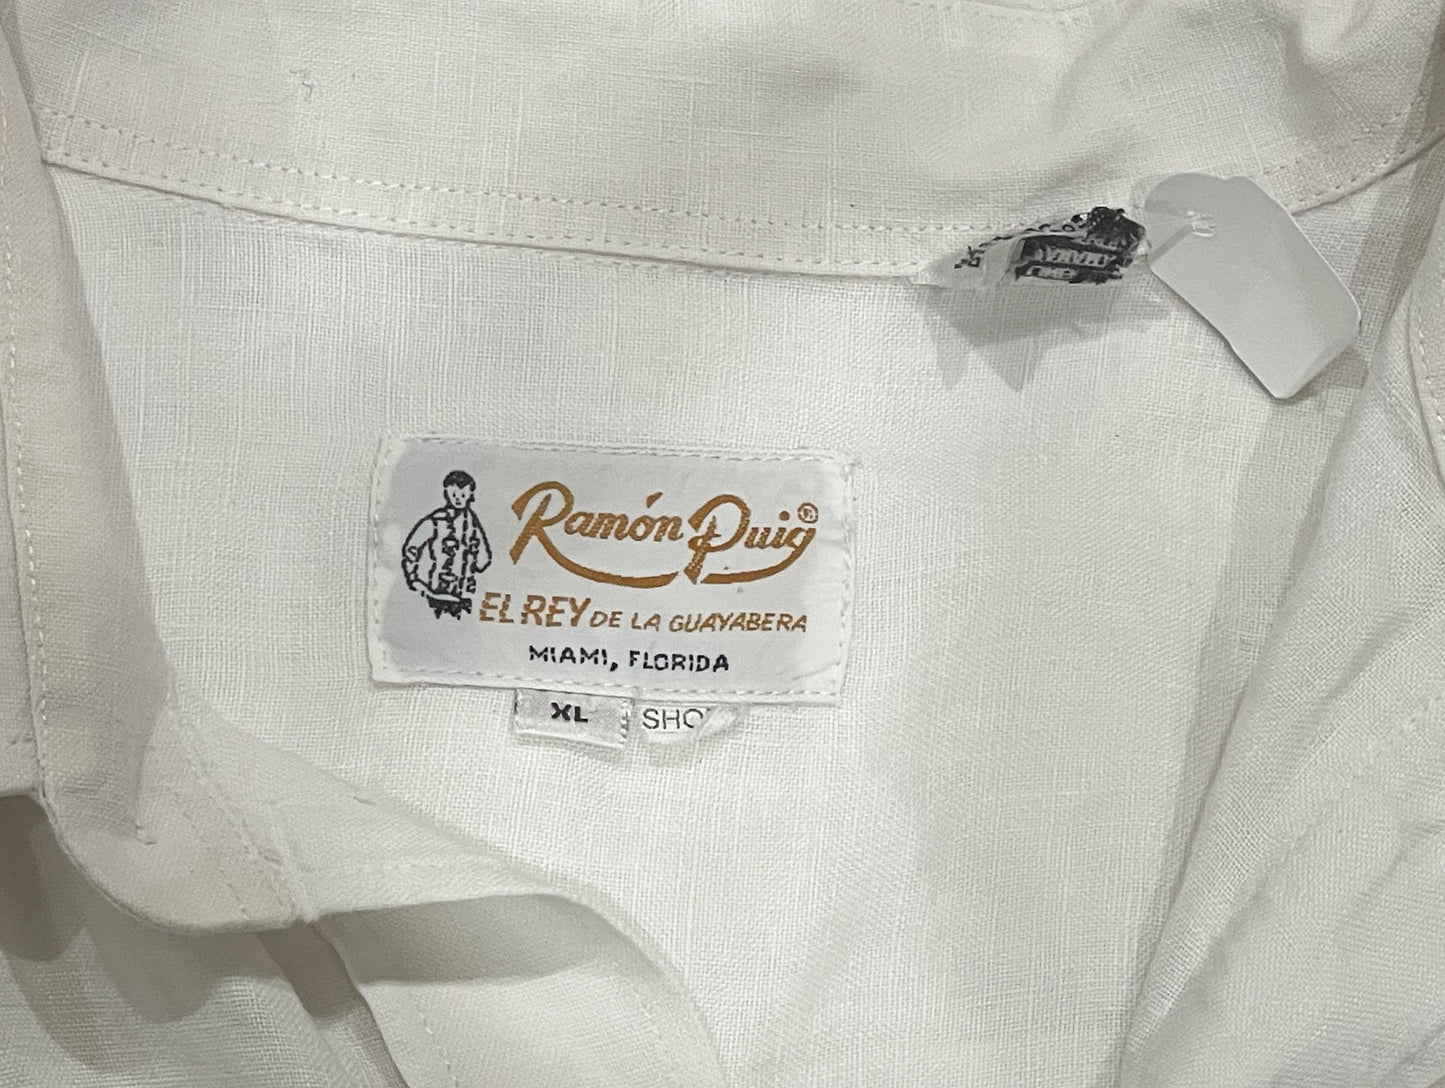 Ramón Puig®
EL REY DE LA GUAYABERA
MIAMI, FLORIDA
XL